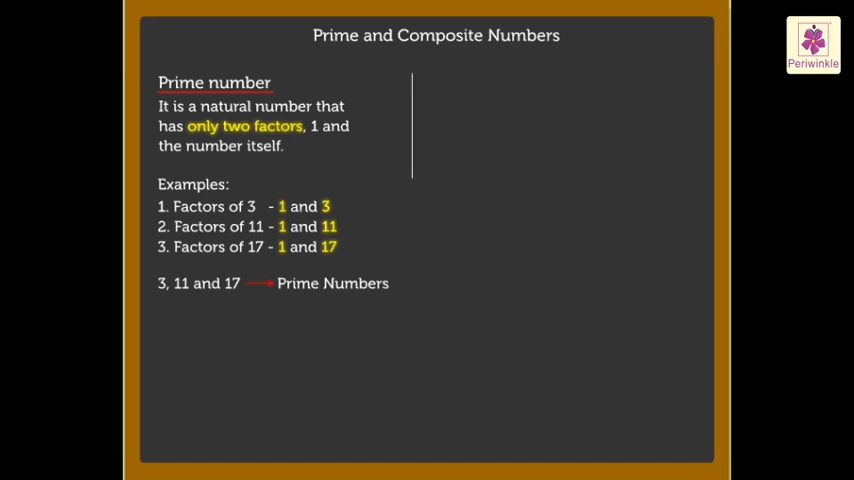 Prime and Composite Numbers
Periwinkle
Prime number
It is a natural number that
has only two factors, 1 and
the number itself.
Examples:
1. Factors of 3 - 1 and 3
2. Factors of 11 - 1 and 11
3. Factors of 17 - 1 and 17
3, 11 and 17 → Prime Numbers